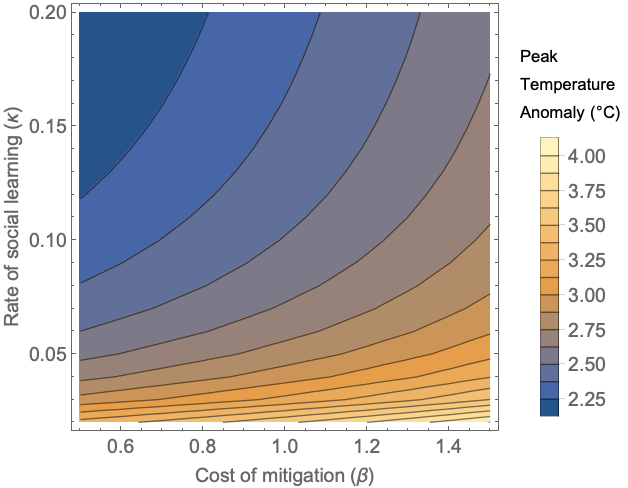 0.20
0.15
0.10
0.05
Rate of social learning (κ)
0.6 0.8 1.0 1.2 1.4
Cost of mitigation (β)
Peak
Temperature
Anomaly (°C)
4.00
3.75
3.50
3.25
3.00
2.75
2.50
2.25